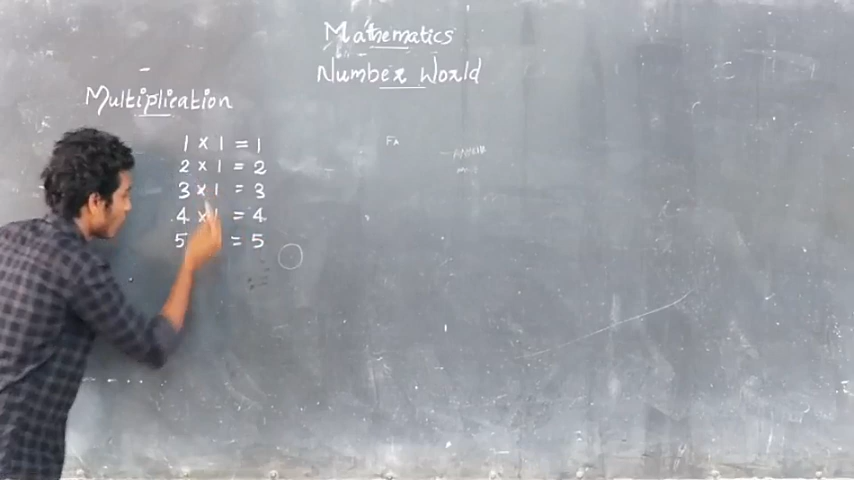 Mathematics
Number World
Multiplication
1 × 1 = 1
2 × 1 = 2
3 × 1 = 3
4 × 1 = 4
5 = 5